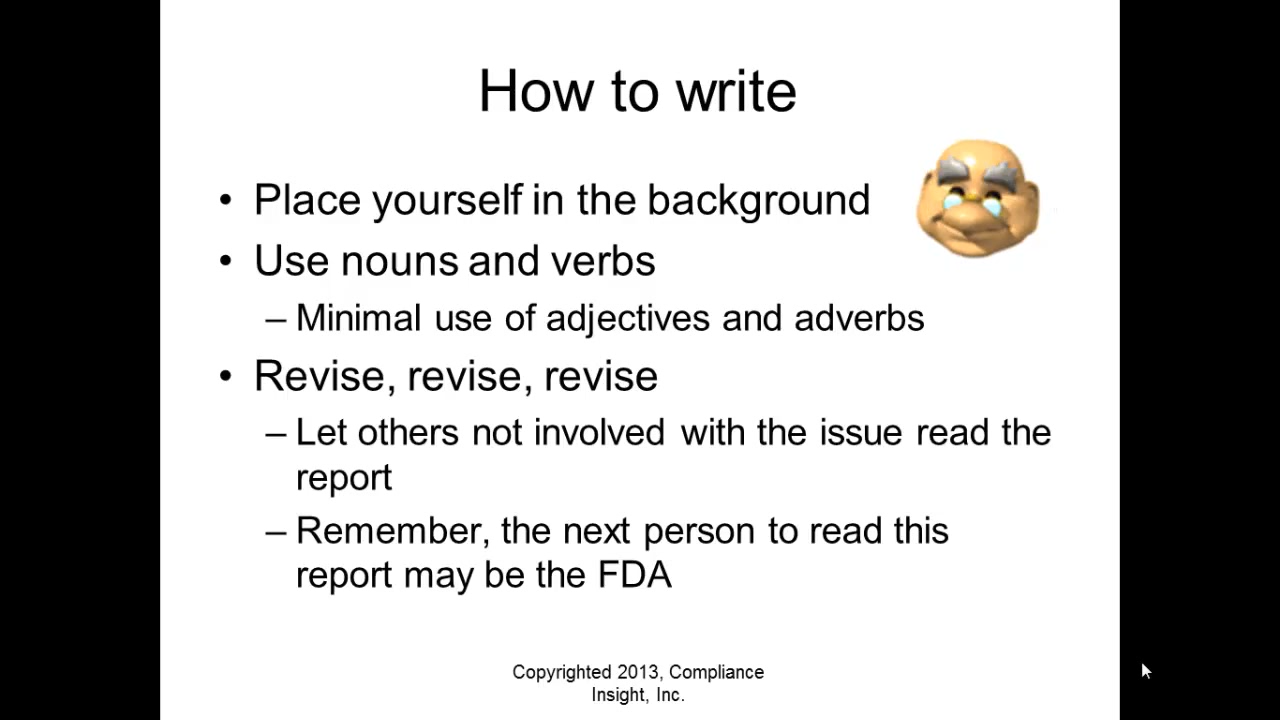 How to write
• Place yourself in the background
• Use nouns and verbs
– Minimal use of adjectives and adverbs
• Revise, revise, revise
– Let others not involved with the issue read the
report
– Remember, the next person to read this
report may be the FDA
Copyrighted 2013, Compliance
Insight, Inc.